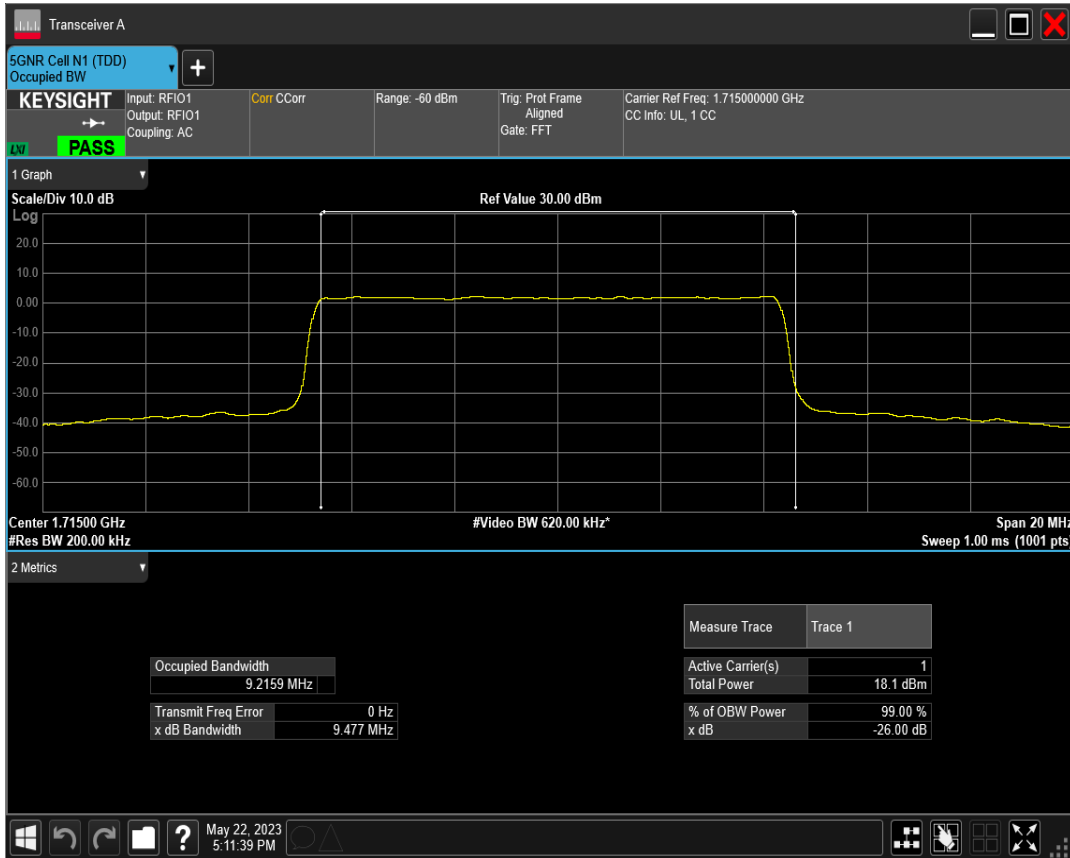 Transceiver A
5GNR Cell N1 (TDD)
Occupied BW
+
KEYSIGHT
LXI
PASS
Input: RFIO1
Output: RFIO1
Coupling: AC
Corr CCorr
Range: -60 dBm
Trig: Prot Frame
Aligned
Gate: FFT
Carrier Ref Freq: 1.715000000 GHz
CC Info: UL, 1 CC
1 Graph
Scale/Div 10.0 dB
Ref Value 30.00 dBm
Log
20.0
10.0
0.00
-10.0
-20.0
-30.0
-40.0
-50.0
-60.0
Center 1.71500 GHz
#Video BW 620.00 kHz*
Span 20 MHz
#Res BW 200.00 kHz
Sweep 1.00 ms (1001 pts)
2 Metrics
Measure Trace Trace 1
Occupied Bandwidth
9.2159 MHz
Active Carrier(s) 1
Total Power 18.1 dBm
Transmit Freq Error 0 Hz
x dB Bandwidth 9.477 MHz
% of OBW Power 99.00 %
x dB -26.00 dB
?
May 22, 2023
5:11:39 PM